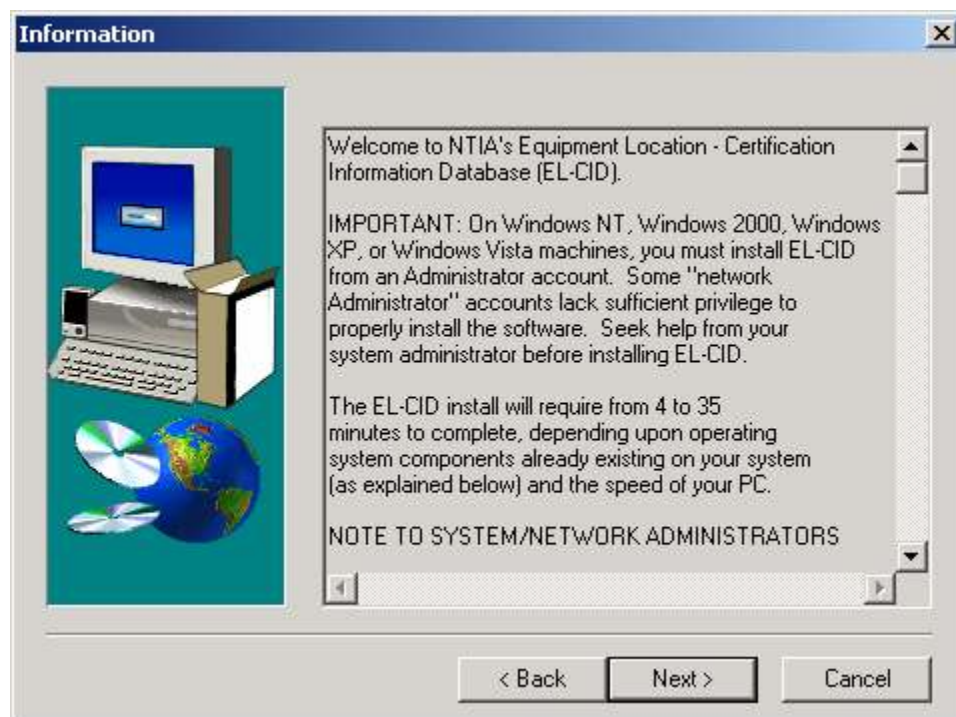 Information
Welcome to NTIA's Equipment Location - Certification
Information Database (EL-CID).
IMPORTANT: On Windows NT, Windows 2000, Windows
XP, or Windows Vista machines, you must install EL-CID
from an Administrator account.  Some "network
Administrator" accounts lack sufficient privilege to
properly install the software.  Seek help from your
system administrator before installing EL-CID.
The EL-CID install will require from 4 to 35
minutes to complete, depending upon operating
system components already existing on your system
(as explained below) and the speed of your PC.
NOTE TO SYSTEM/NETWORK ADMINISTRATORS
< Back
Next >
Cancel